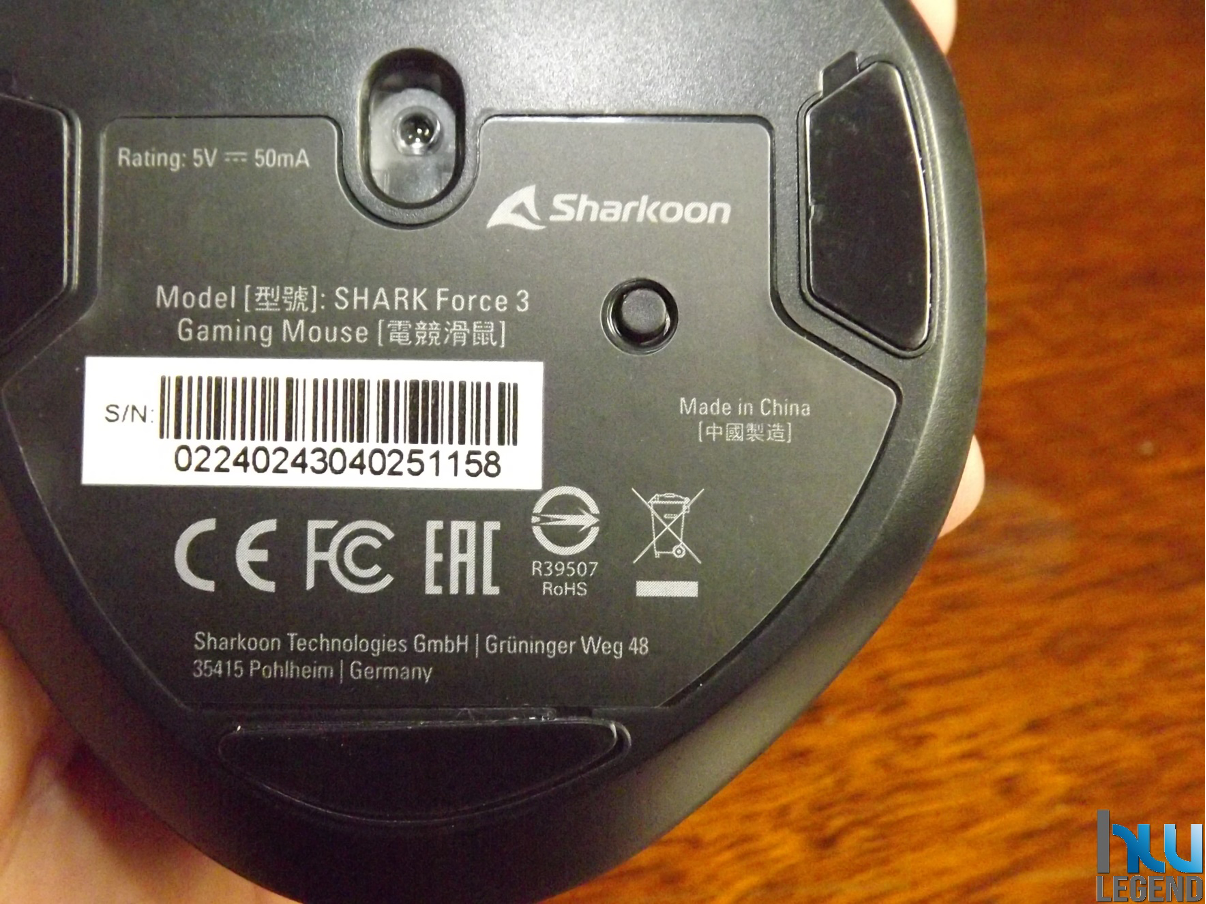 Rating: 5V ⎓ 50mA
Sharkoon
Model [型號]: SHARK Force 3
Gaming Mouse [電競滑鼠]
S/N:
02240243040251158
Made in China
[中國製造]
CE FC EAC
R39507
RoHS
Sharkoon Technologies GmbH | Grüninger Weg 48
35415 Pohlheim | Germany
hw
LEGEND